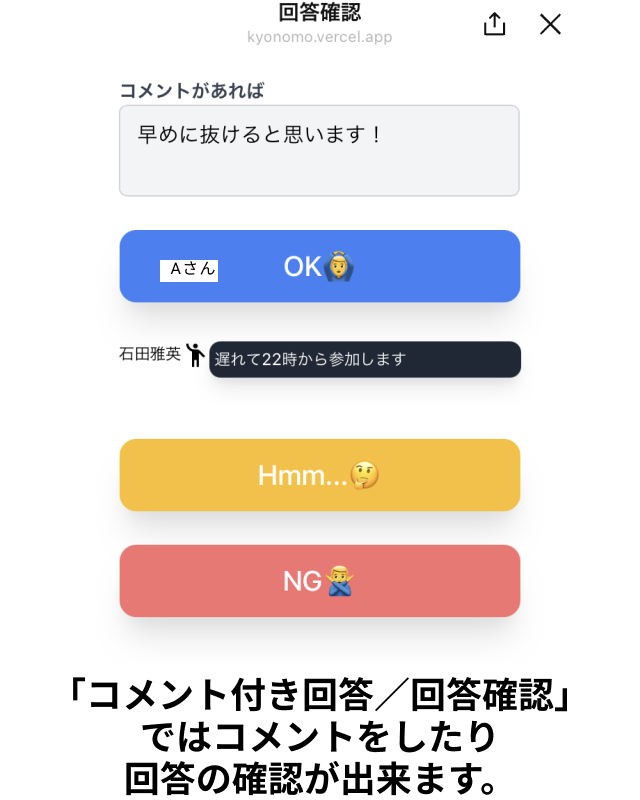 回答確認
kyonomo.vercel.app
コメントがあれば
早めに抜けると思います！
Aさん
OK🙆‍♀️
石田雅英
遅れて22時から参加します
Hmm...🤔
NG🙅‍♂️
「コメント付き回答／回答確認」
ではコメントをしたり
回答の確認が出来ます。